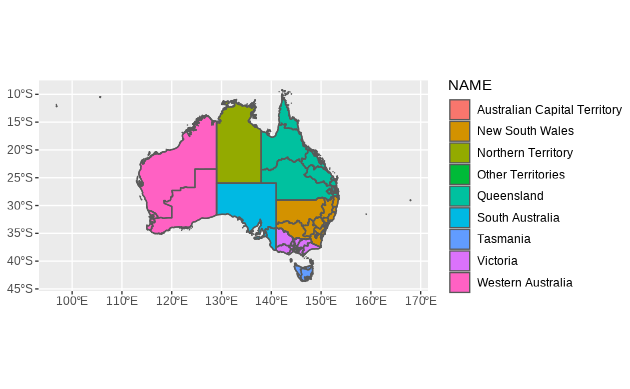 NAME
Australian Capital Territory
New South Wales
Northern Territory
Other Territories
Queensland
South Australia
Tasmania
Victoria
Western Australia
10°S
15°S
20°S
25°S
30°S
35°S
40°S
45°S
100°E 110°E 120°E 130°E 140°E 150°E 160°E 170°E